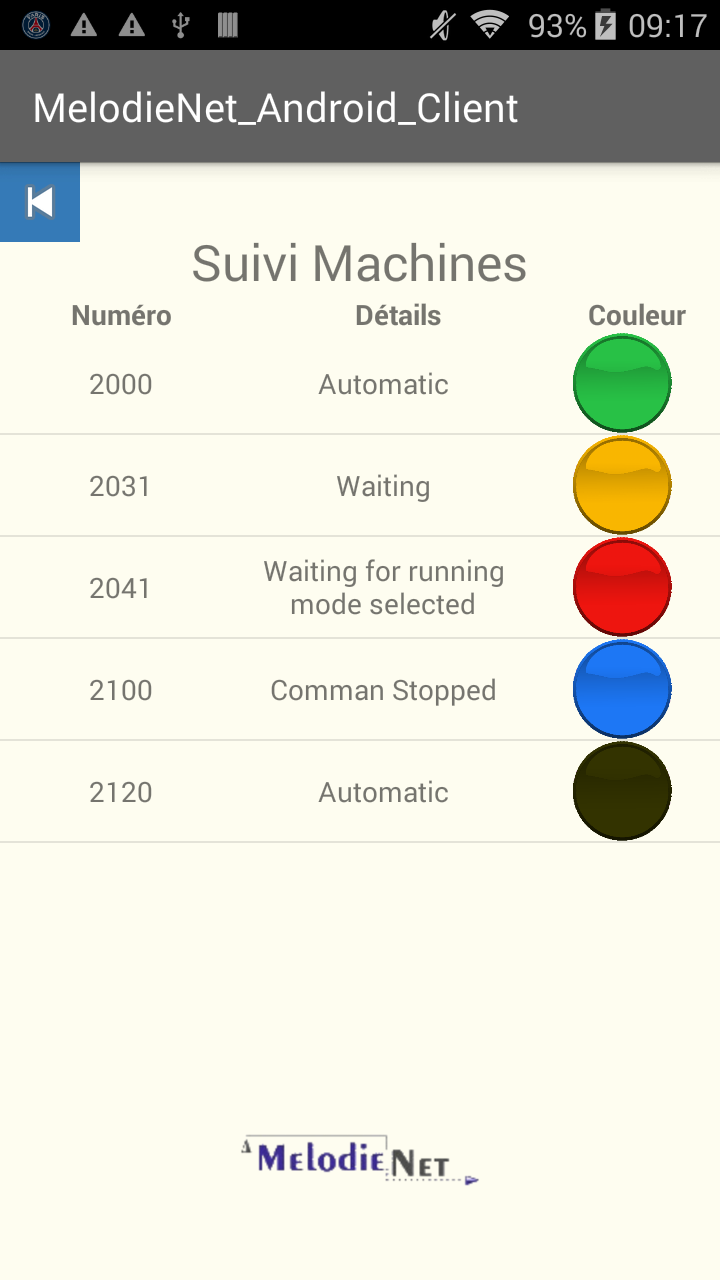 93% 09:17
MelodieNet_Android_Client
Suivi Machines
Numéro Détails Couleur
2000 Automatic
2031 Waiting
2041 Waiting for running
mode selected
2100 Comman Stopped
2120 Automatic
MelodieNet